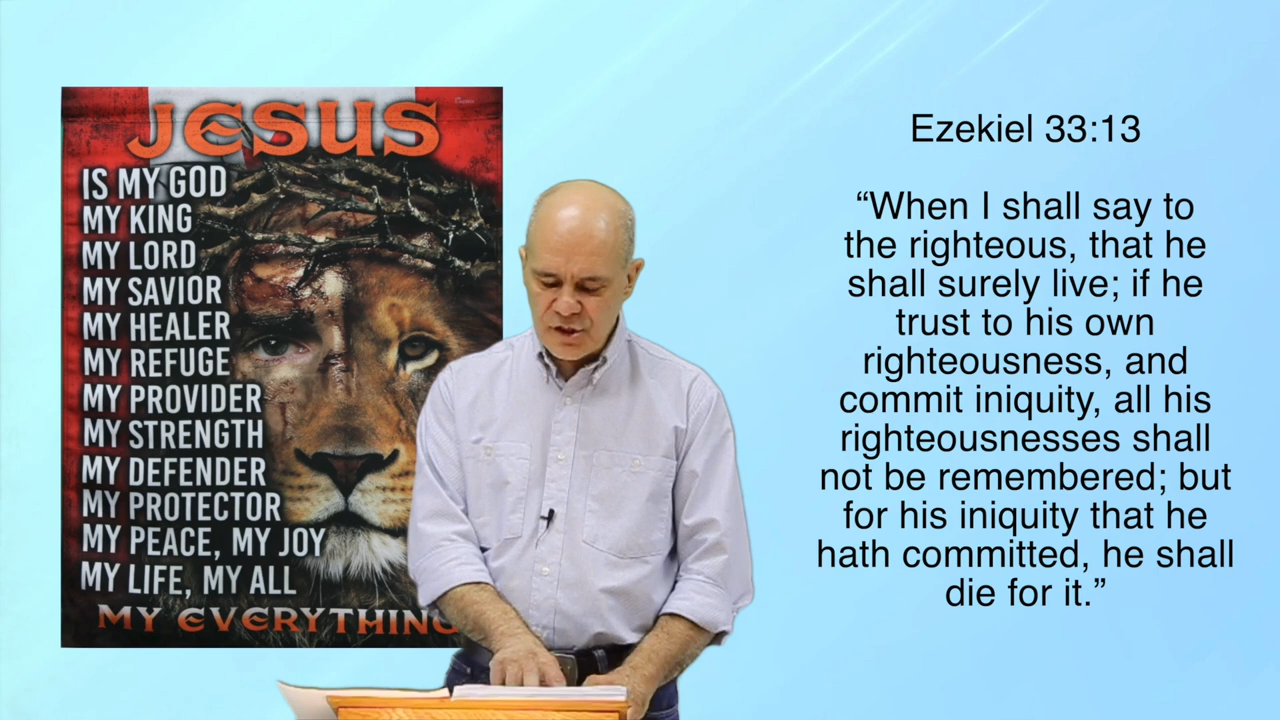 JESUS
IS MY GOD
MY KING
MY LORD
MY SAVIOR
MY HEALER
MY REFUGE
MY PROVIDER
MY STRENGTH
MY DEFENDER
MY PROTECTOR
MY PEACE, MY JOY
MY LIFE, MY ALL
MY EVERYTHING
Ezekiel 33:13
“When I shall say to
the righteous, that he
shall surely live; if he
trust to his own
righteousness, and
commit iniquity, all his
righteousnesses shall
not be remembered; but
for his iniquity that he
hath committed, he shall
die for it.”